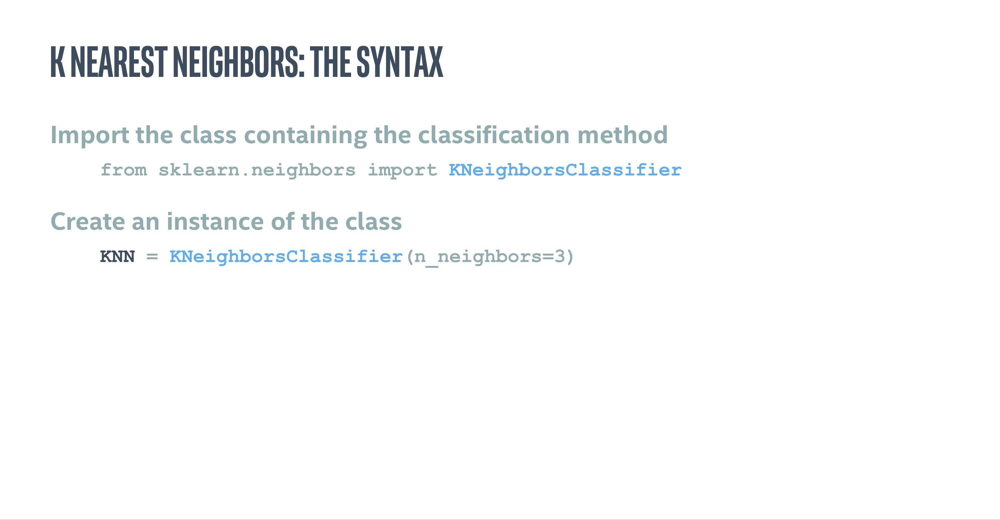 K NEAREST NEIGHBORS: THE SYNTAX
Import the class containing the classification method
from sklearn.neighbors import KNeighborsClassifier
Create an instance of the class
KNN = KNeighborsClassifier(n_neighbors=3)